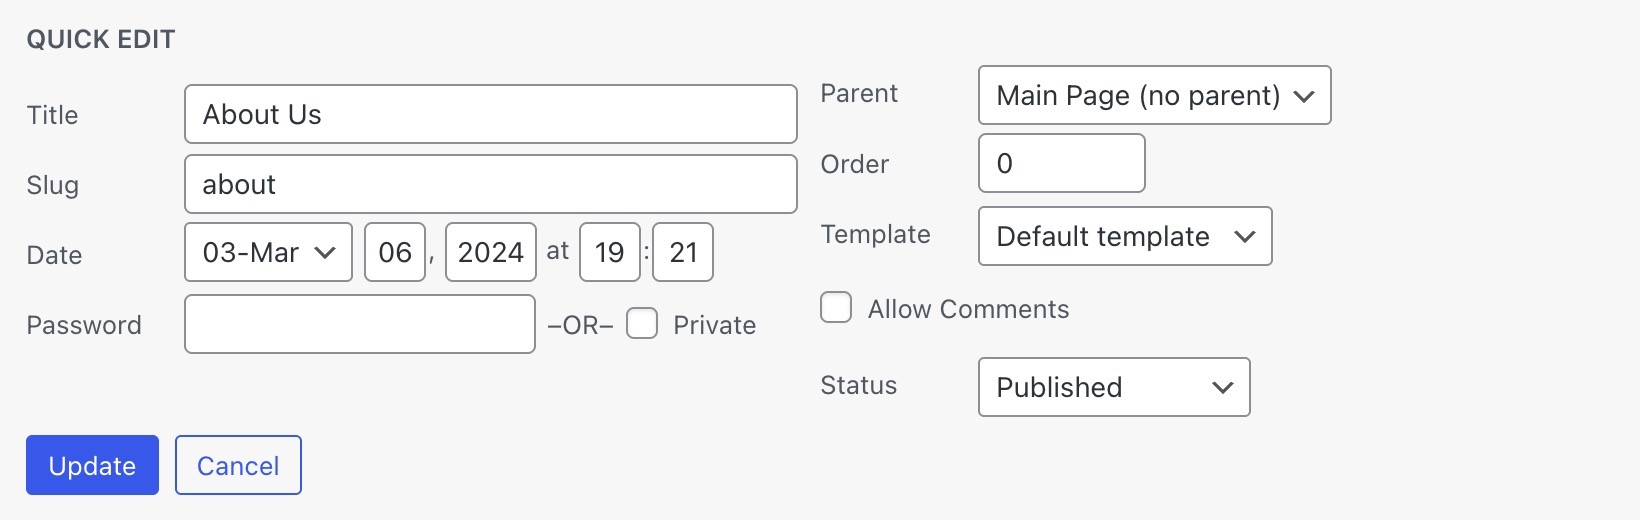 QUICK EDIT
Title About Us
Slug about
Date 03-Mar 06 , 2024 at 19 : 21
Password –OR– Private
Parent Main Page (no parent)
Order 0
Template Default template
Allow Comments
Status Published
Update Cancel